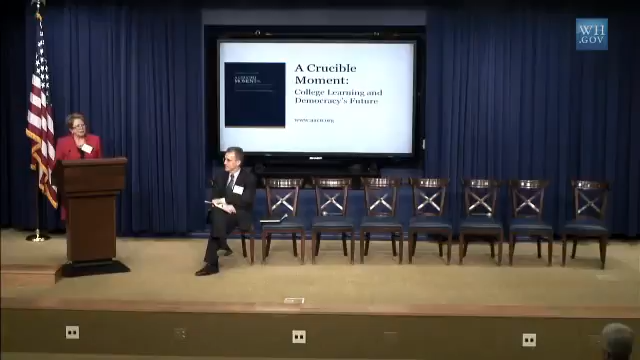 WH
.GOV
A Crucible
Moment:
College Learning and
Democracy's Future
www.aacu.org